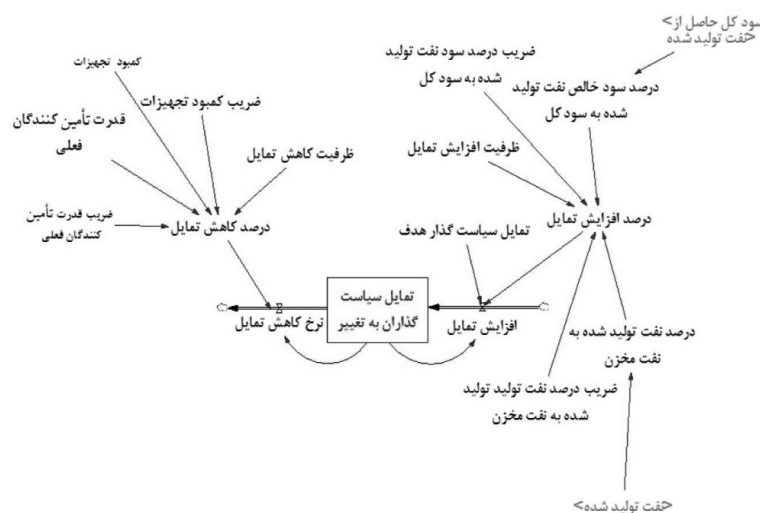 سود کل حاصل از>
<نفت تولید شده
کمبود تجهیزات
ضریب درصد سود نفت تولید
شده به سود کل
درصد سود خالص نفت تولید
شده به سود کل
ضریب کمبود تجهیزات
قدرت تأمین کنندگان
فعلی
ظرفیت افزایش تمایل
ظرفیت کاهش تمایل
ضریب قدرت تأمین
کنندگان فعلی
درصد کاهش تمایل
درصد افزایش تمایل
تمایل سیاست گذار هدف
تمایل سیاست
گذاران به تغییر
نرخ کاهش تمایل
افزایش تمایل
درصد نفت تولید شده به
نفت مخزن
ضریب درصد نفت تولید تولید
شده به نفت مخزن
<نفت تولید شده>